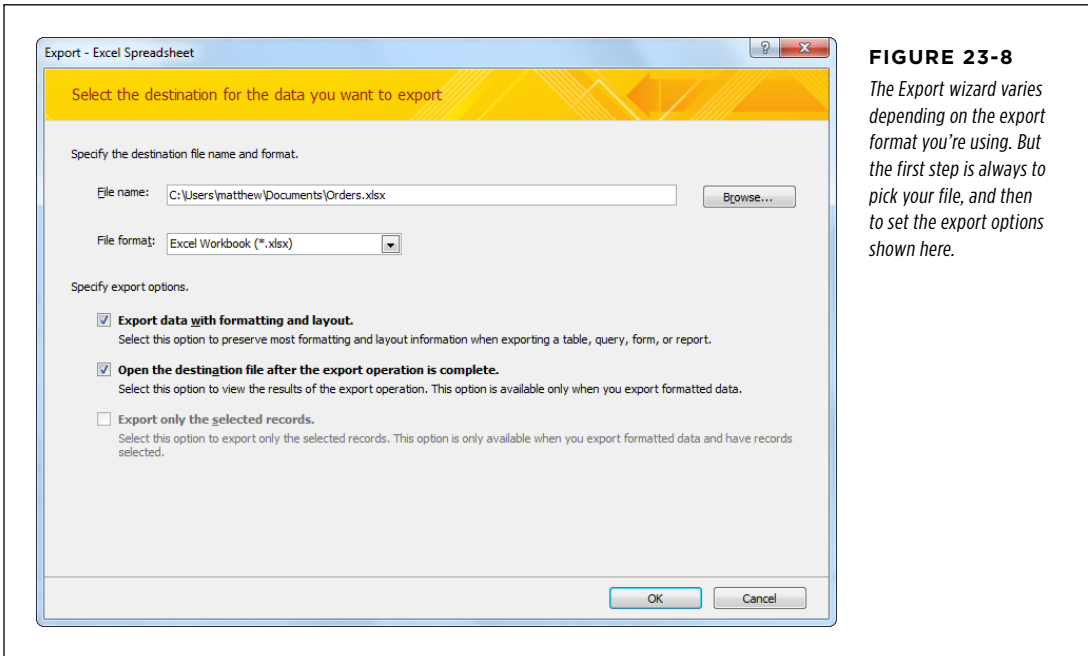 Export - Excel Spreadsheet
Select the destination for the data you want to export
Specify the destination file name and format.
File name:
C:\Users\matthew\Documents\Orders.xlsx
Browse...
File format:
Excel Workbook (*.xlsx)
Specify export options.
Export data with formatting and layout.
Select this option to preserve most formatting and layout information when exporting a table, query, form, or report.
Open the destination file after the export operation is complete.
Select this option to view the results of the export operation. This option is available only when you export formatted data.
Export only the selected records.
Select this option to export only the selected records. This option is only available when you export formatted data and have records
selected.
OK
Cancel
FIGURE 23-8
The Export wizard varies
depending on the export
format you're using. But
the first step is always to
pick your file, and then
to set the export options
shown here.